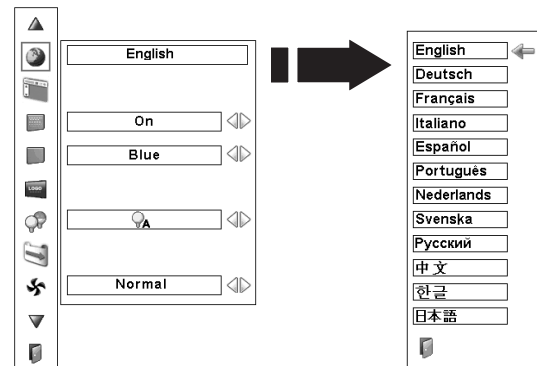 English
On
Blue
LOGO
A
Normal
English
Deutsch
Français
Italiano
Español
Português
Nederlands
Svenska
Русский
中文
한글
日本語